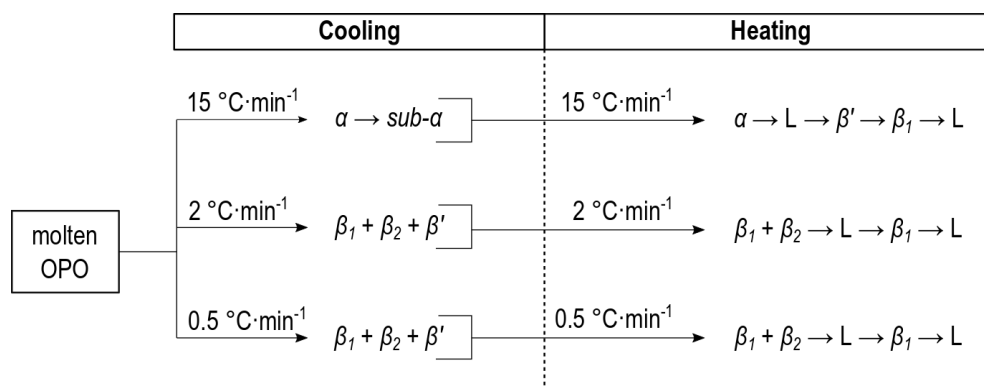 Cooling Heating
15 °C·min⁻¹ α → sub-α 15 °C·min⁻¹ α → L → β′ → β₁ → L
2 °C·min⁻¹ β₁ + β₂ + β′ 2 °C·min⁻¹ β₁ + β₂ → L → β₁ → L
molten
OPO
0.5 °C·min⁻¹ β₁ + β₂ + β′ 0.5 °C·min⁻¹ β₁ + β₂ → L → β₁ → L